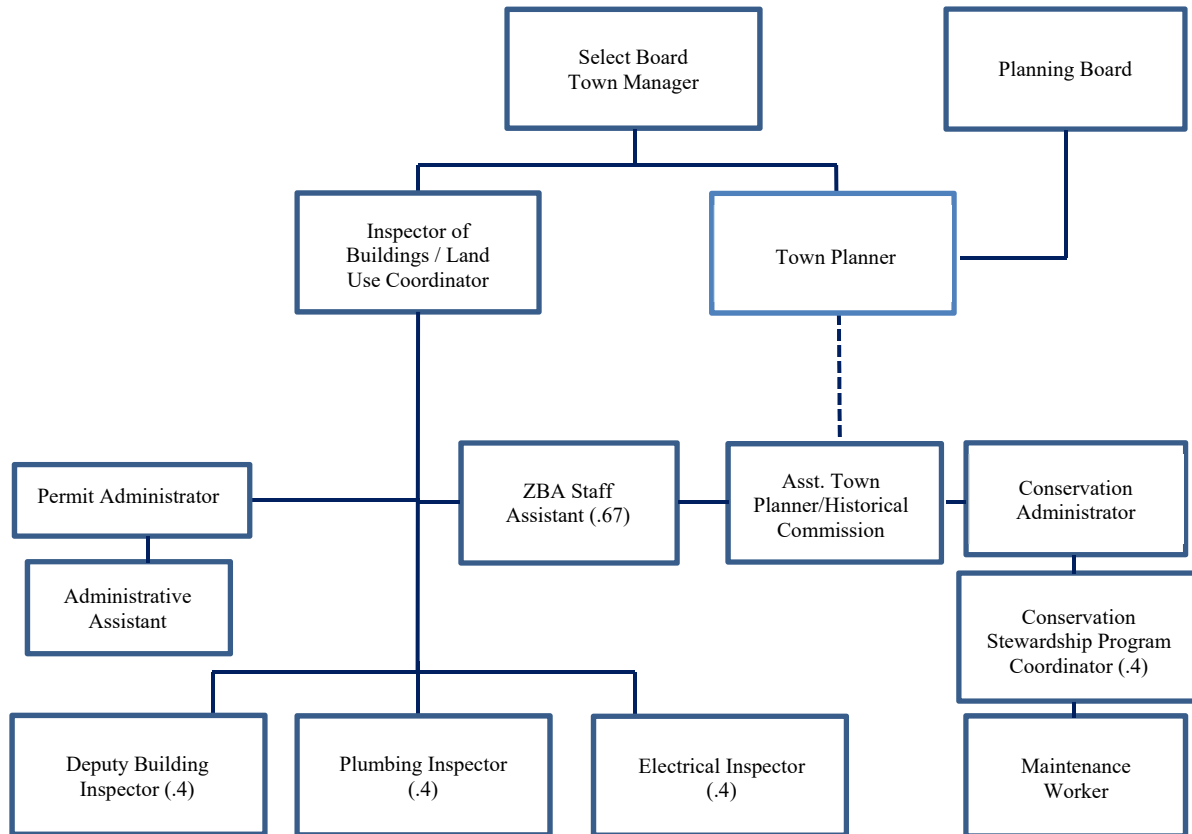 Select Board
Town Manager
Planning Board
Inspector of
Buildings / Land
Use Coordinator
Town Planner
Permit Administrator
ZBA Staff
Assistant (.67)
Asst. Town
Planner/Historical
Commission
Conservation
Administrator
Administrative
Assistant
Conservation
Stewardship Program
Coordinator (.4)
Deputy Building
Inspector (.4)
Plumbing Inspector
(.4)
Electrical Inspector
(.4)
Maintenance
Worker